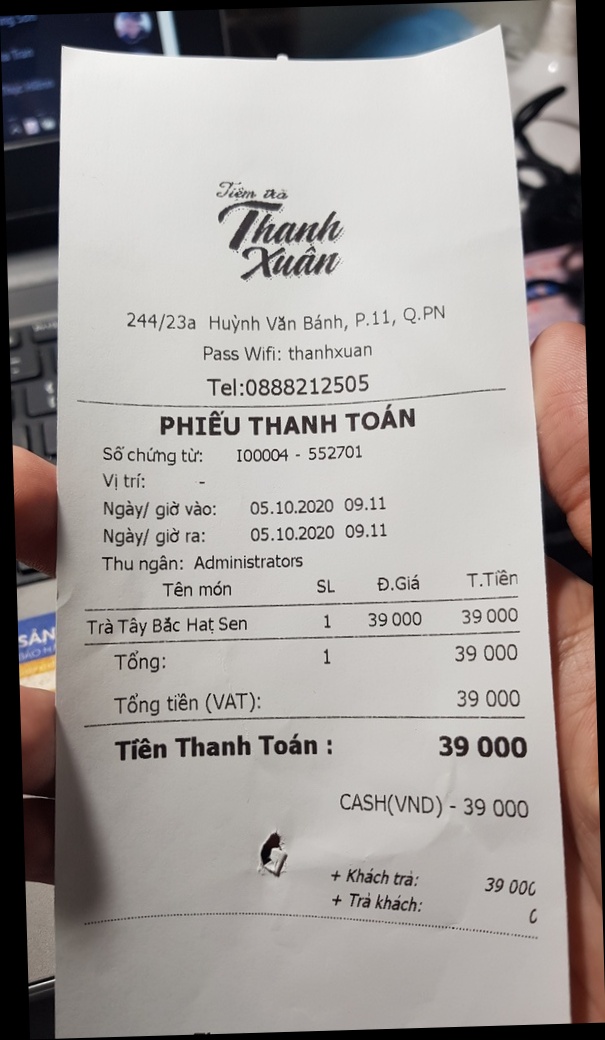 Tiệm trà
Thanh
Xuân
244/23a Huỳnh Văn Bánh, P.11, Q.PN
Pass Wifi: thanhxuan
Tel:0888212505
PHIẾU THANH TOÁN
Số chứng từ: I00004 - 552701
Vị trí: -
Ngày/ giờ vào: 05.10.2020 09.11
Ngày/ giờ ra: 05.10.2020 09.11
Thu ngân: Administrators
Tên món SL Đ.Giá T.Tiền
Trà Tây Bắc Hạt Sen 1 39 000 39 000
Tổng: 1 39 000
Tổng tiền (VAT): 39 000
Tiền Thanh Toán : 39 000
CASH(VND) - 39 000
+ Khách trả: 39 000
+ Trả khách: 0
SÂN